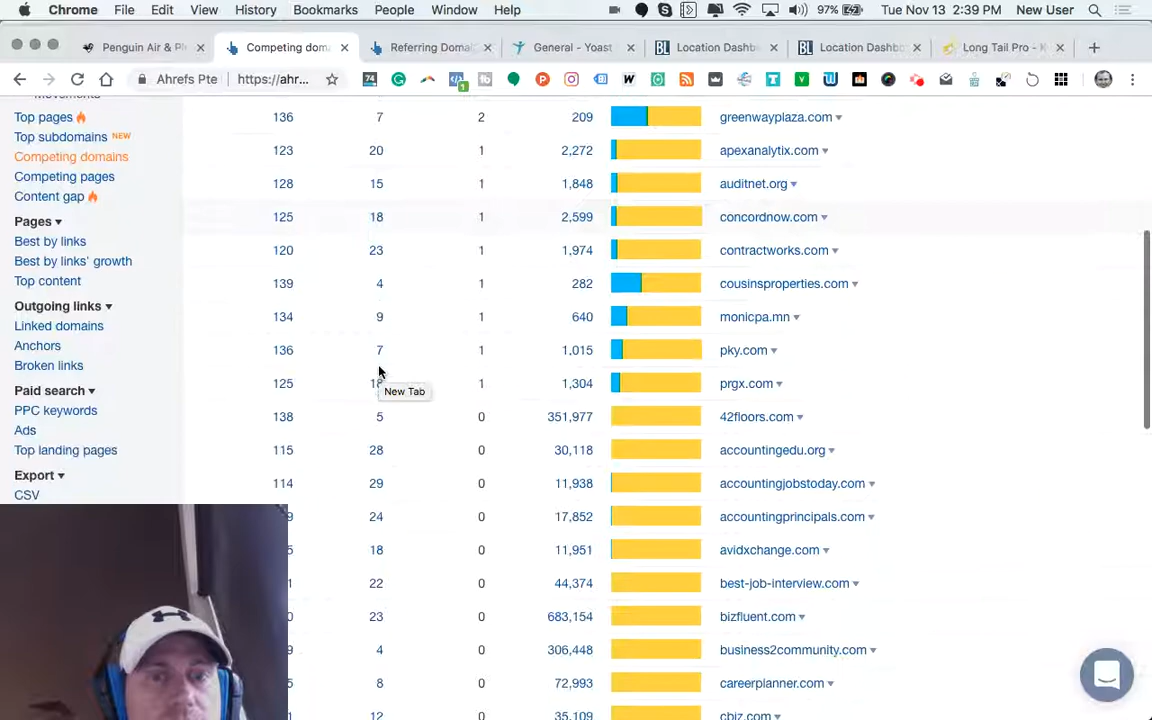 Chrome File Edit View History Bookmarks People Window Help 97% Tue Nov 13 2:39 PM New User
Penguin Air & Pl Competing dom Referring Doma General - Yoast Location Dashb Location Dashb Long Tail Pro - K
Ahrefs Pte https://ahr...
Top pages
Top subdomains NEW
Competing domains
Competing pages
Content gap
Pages
Best by links
Best by links' growth
Top content
Outgoing links
Linked domains
Anchors
Broken links
Paid search
PPC keywords
Ads
Top landing pages
Export
CSV
136 7 2 209 greenwayplaza.com
123 20 1 2,272 apexanalytix.com
128 15 1 1,848 auditnet.org
125 18 1 2,599 concordnow.com
120 23 1 1,974 contractworks.com
139 4 1 282 cousinsproperties.com
134 9 1 640 monicpa.mn
136 7 1 1,015 pky.com
125 18 1 1,304 prgx.com
New Tab
138 5 0 351,977 42floors.com
115 28 0 30,118 accountingedu.org
114 29 0 11,938 accountingjobstoday.com
9 24 0 17,852 accountingprincipals.com
5 18 0 11,951 avidxchange.com
1 22 0 44,374 best-job-interview.com
0 23 0 683,154 bizfluent.com
9 4 0 306,448 business2community.com
5 8 0 72,993 careerplanner.com
1 12 0 35,109 cbiz.com